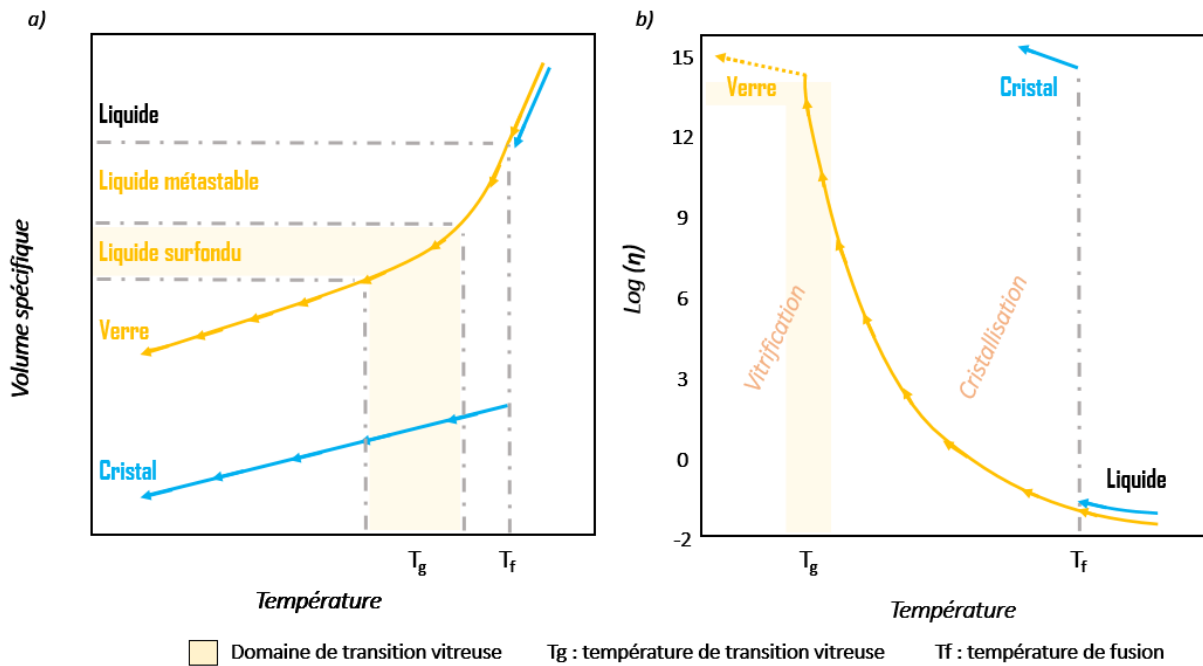 a)
Liquide
Liquide métastable
Liquide surfondu
Verre
Cristal
Volume spécifique
Tg
Tf
Température
b)
15
12
9
6
3
0
-2
Log (η)
Verre
Cristal
Vitrification
Cristallisation
Liquide
Tg
Tf
Température
Domaine de transition vitreuse
Tg : température de transition vitreuse
Tf : température de fusion